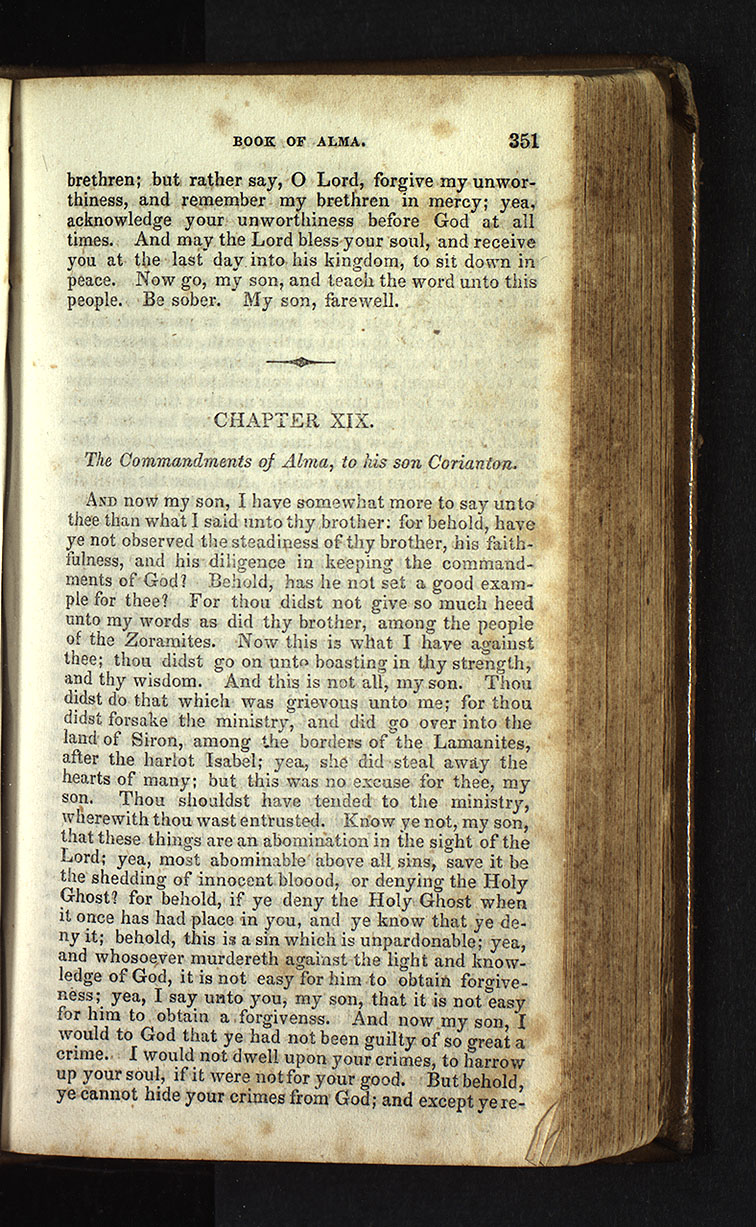 BOOK OF ALMA. 351
brethren; but rather say, O Lord, forgive my unwor-
thiness, and remember my brethren in mercy; yea,
acknowledge your unworthiness before God at all
times. And may the Lord bless your soul, and receive
you at the last day into his kingdom, to sit down in
peace. Now go, my son, and teach the word unto this
people. Be sober. My son, farewell.
CHAPTER XIX.
The Commandments of Alma, to his son Corianton.
AND now my son, I have somewhat more to say unto
thee than what I said unto thy brother: for behold, have
ye not observed the steadiness of thy brother, his faith-
fulness, and his diligence in keeping the command-
ments of God? Behold, has he not set a good exam-
ple for thee? For thou didst not give so much heed
unto my words as did thy brother, among the people
of the Zoramites. Now this is what I have against
thee; thou didst go on unto boasting in thy strength,
and thy wisdom. And this is not all, my son. Thou
didst do that which was grievous unto me; for thou
didst forsake the ministry, and did go over into the
land of Siron, among the borders of the Lamanites,
after the harlot Isabel; yea, she did steal away the
hearts of many; but this was no excuse for thee, my
son. Thou shouldst have tended to the ministry,
wherewith thou wast entrusted. Know ye not, my son,
that these things are an abomination in the sight of the
Lord; yea, most abominable above all sins, save it be
the shedding of innocent bloood, or denying the Holy
Ghost? for behold, if ye deny the Holy Ghost when
it once has had place in you, and ye know that ye de-
ny it; behold, this is a sin which is unpardonable; yea,
and whosoever murdereth against the light and know-
ledge of God, it is not easy for him to obtain forgive-
ness; yea, I say unto you, my son, that it is not easy
for him to obtain a forgivenss. And now my son, I
would to God that ye had not been guilty of so great a
crime. I would not dwell upon your crimes, to harrow
up your soul, if it were not for your good. But behold,
ye cannot hide your crimes from God; and except ye re-